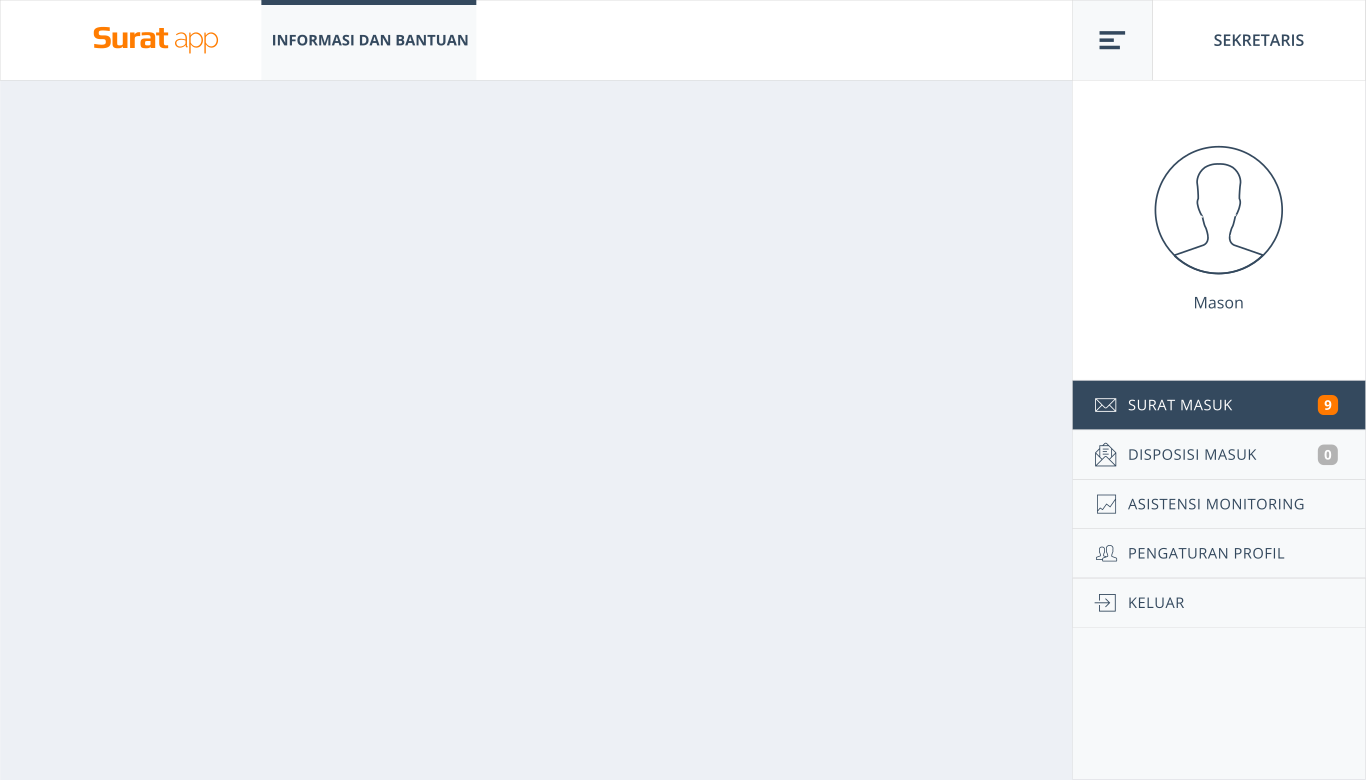 Surat app
INFORMASI DAN BANTUAN
SEKRETARIS
Mason
SURAT MASUK 9
DISPOSISI MASUK 0
ASISTENSI MONITORING
PENGATURAN PROFIL
KELUAR